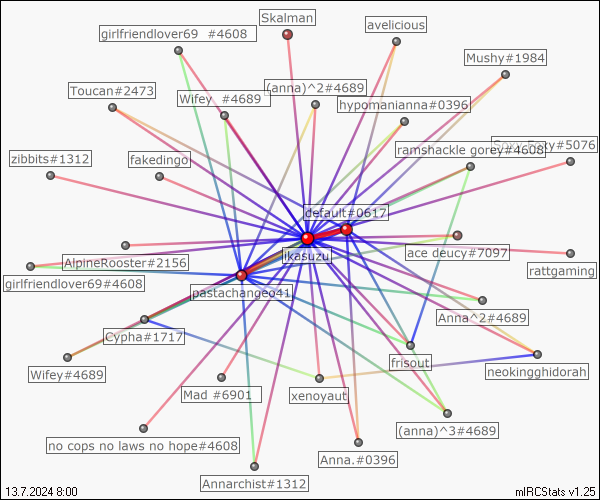 Skalman
avelicious
girlfriendlover69 #4608
Mushy#1984
Toucan#2473
Wifey #4689
(anna)^2#4689
hypomanianna#0396
zibbits#1312
fakedingo
ramshackle gorey#4608
#5076
default#0617
AlpineRooster#2156
ikasuzu
ace deucy#7097
rattgaming
girlfriendlover69#4608
pastachangeo41
Anna^2#4689
Cypha#1717
frisout
neokingghidorah
Wifey#4689
Mad #6901
xenoyaut
no cops no laws no hope#4608
(anna)^3#4689
Anna.#0396
Annarchist#1312
13.7.2024 8:00
mIRCStats v1.25